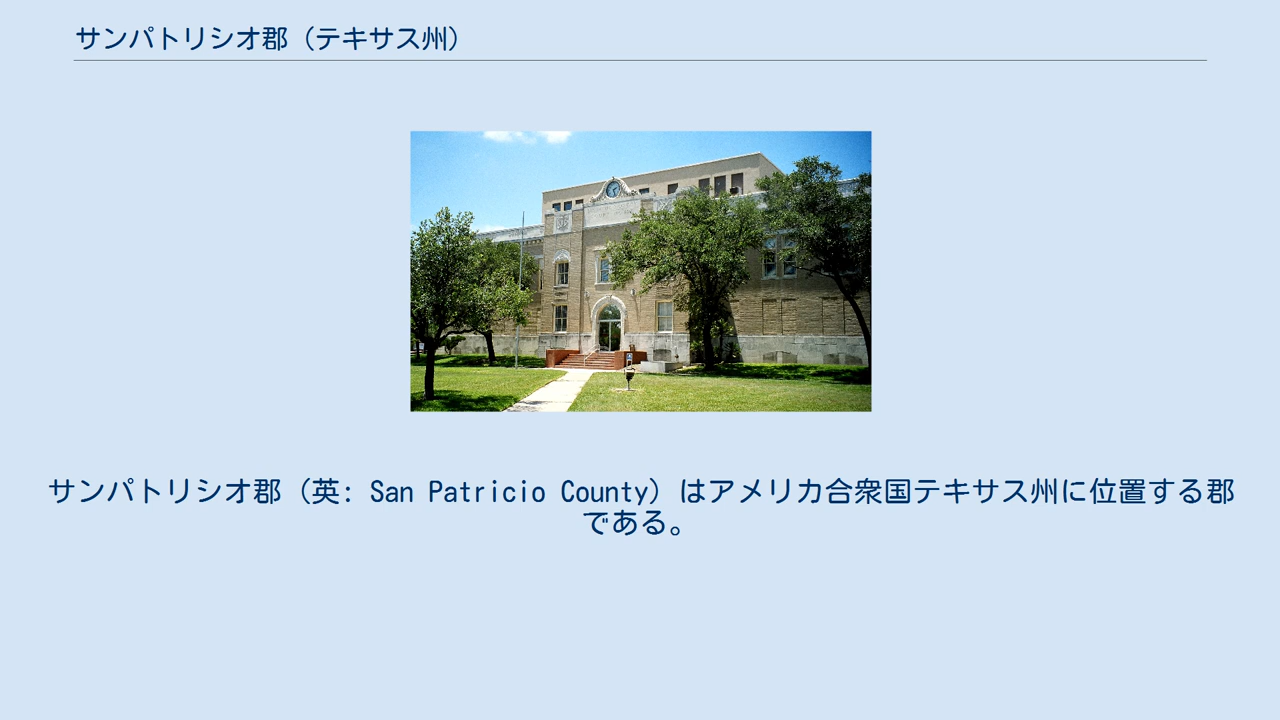 サンパトリシオ郡（テキサス州）
サンパトリシオ郡（英: San Patricio County）はアメリカ合衆国テキサス州に位置する郡
である。